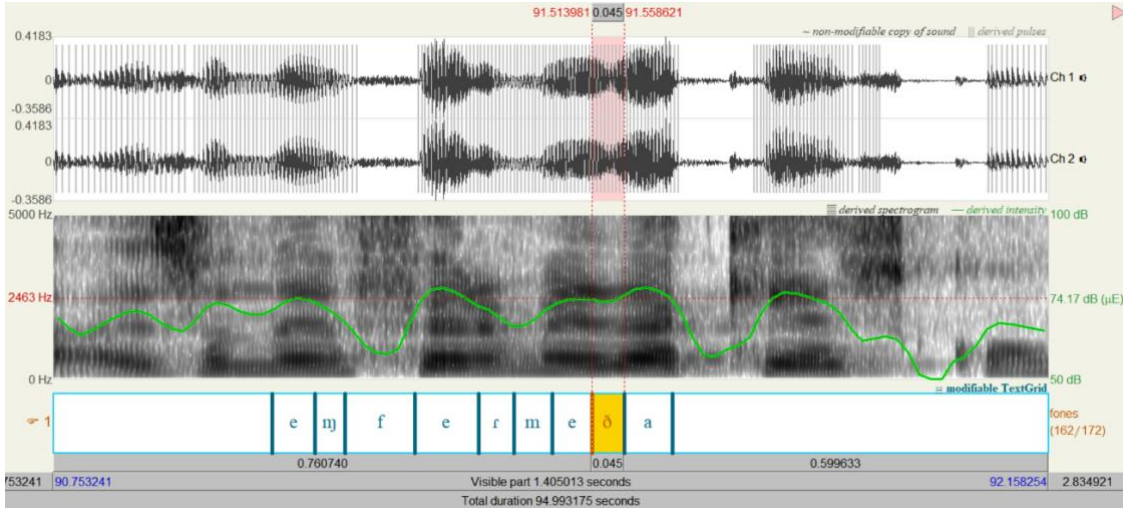 91.513981 0.045 91.558621
~ non-modifiable copy of sound derived pulses
0.4183
0
-0.3586
Ch 1
0.4183
0
-0.3586
Ch 2
derived spectrogram — derived intensity
5000 Hz 100 dB
2463 Hz 74.17 dB (µE)
0 Hz 50 dB
modifiable TextGrid
1 e ɱ f e ɾ m e ð a fones
(162/172)
0.760740 0.045 0.599633
753241 90.753241 Visible part 1.405013 seconds 92.158254 2.834921
Total duration 94.993175 seconds